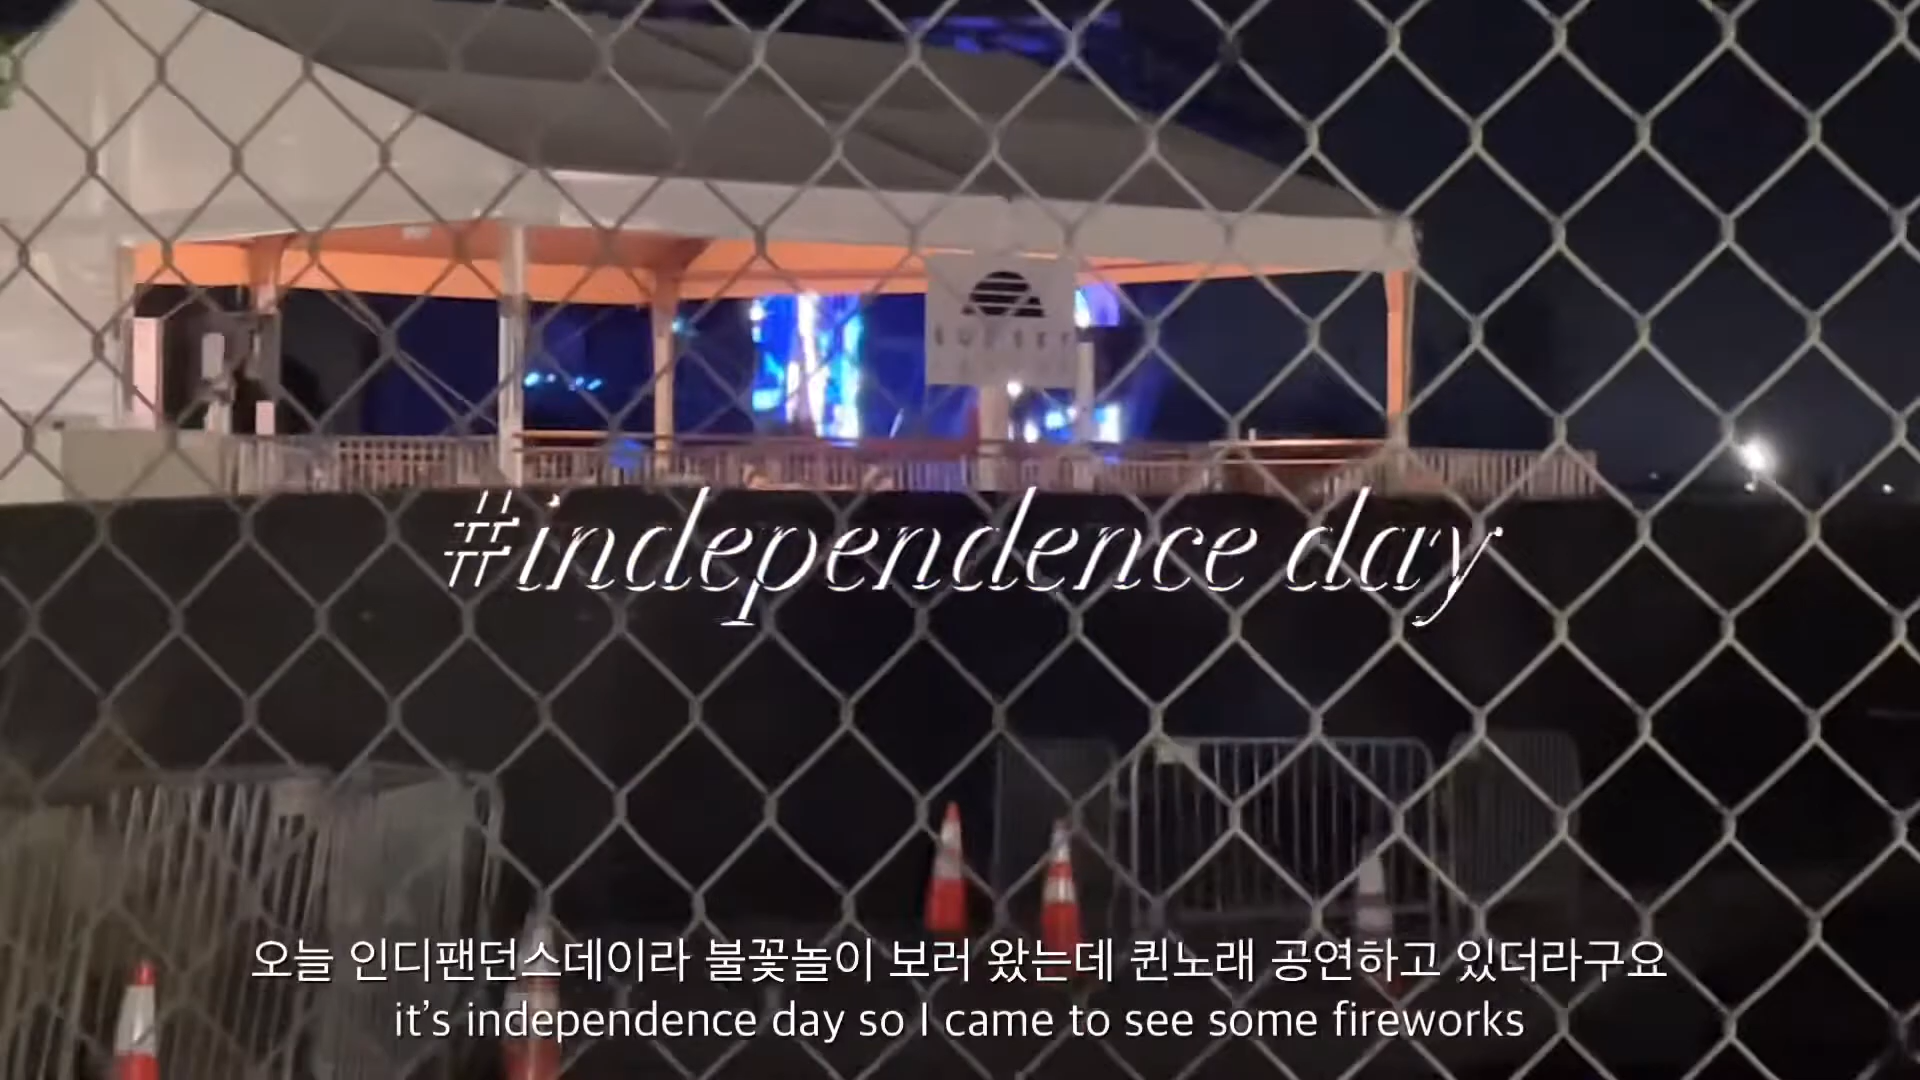 #independence day
오늘 인디팬던스데이라 불꽃놀이 보러 왔는데 퀸노래 공연하고 있더라구요
it's independence day so I came to see some fireworks